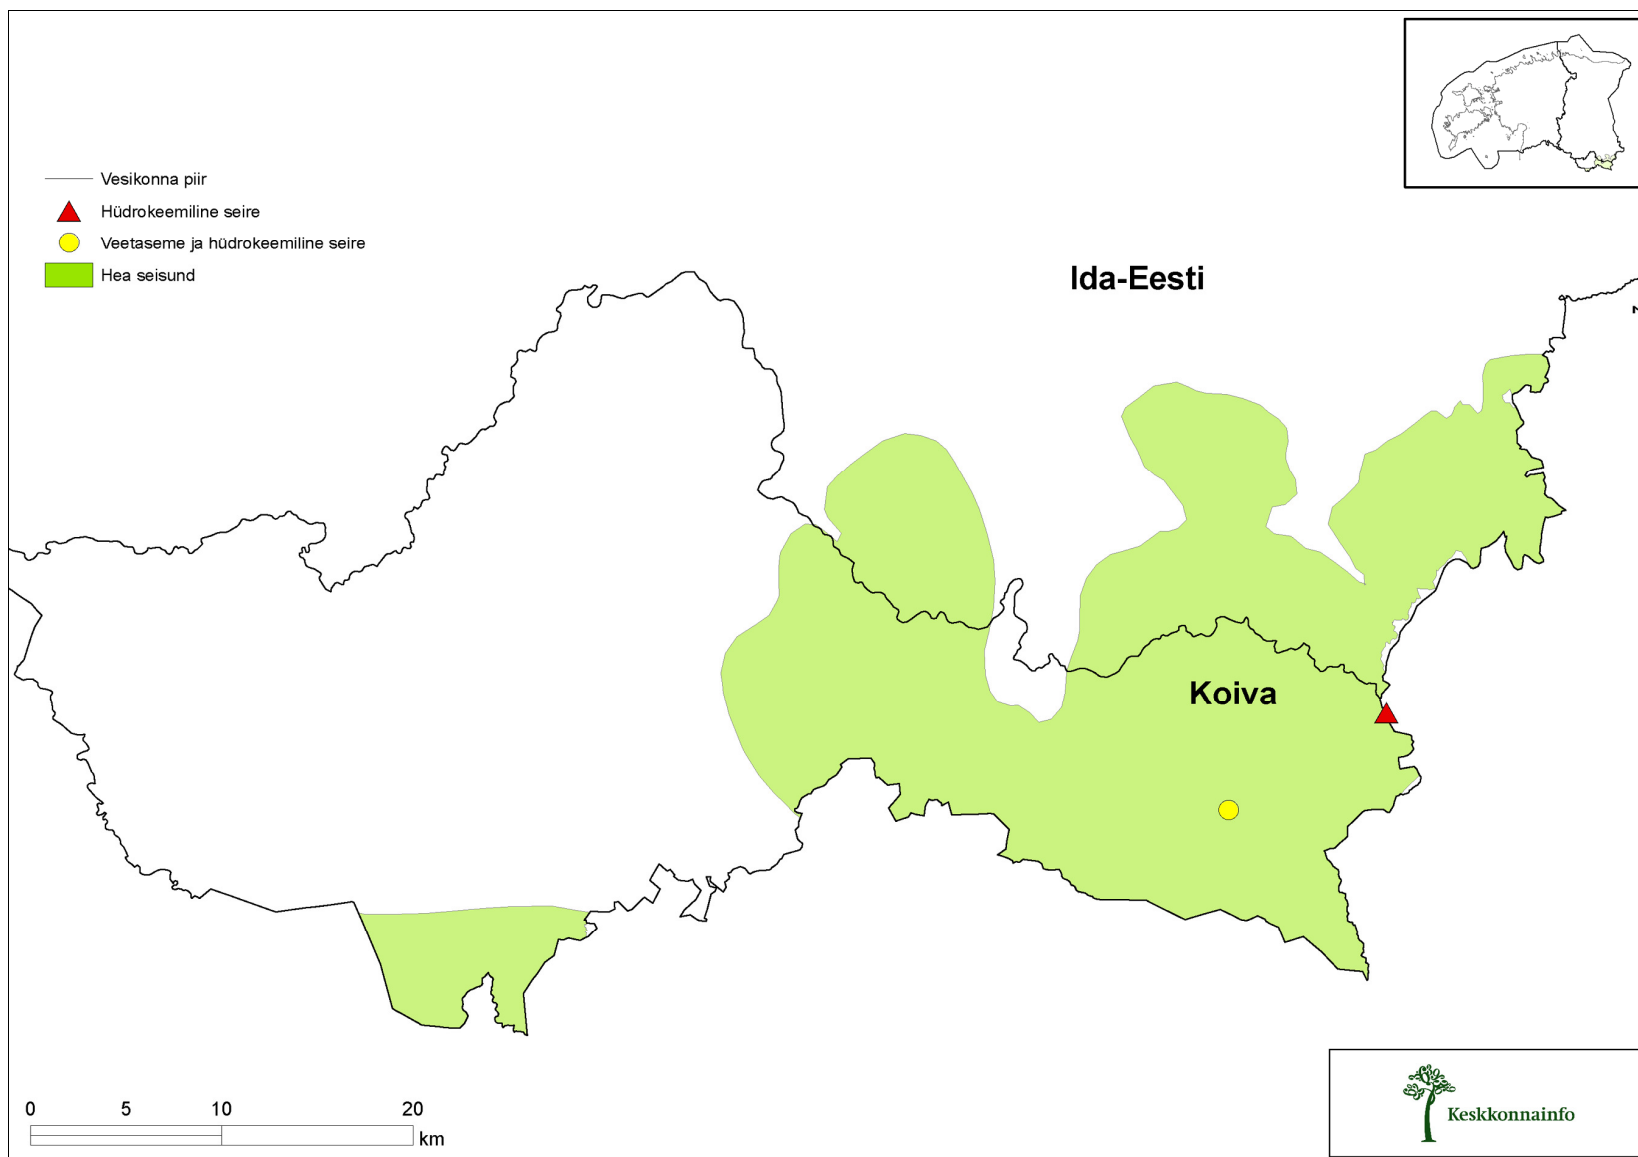 Vesikonna piir
Hüdrokeemiline seire
Veetaseme ja hüdrokeemiline seire
Hea seisund
Ida-Eesti
Koiva
0 5 10 20
km
Keskkonnainfo